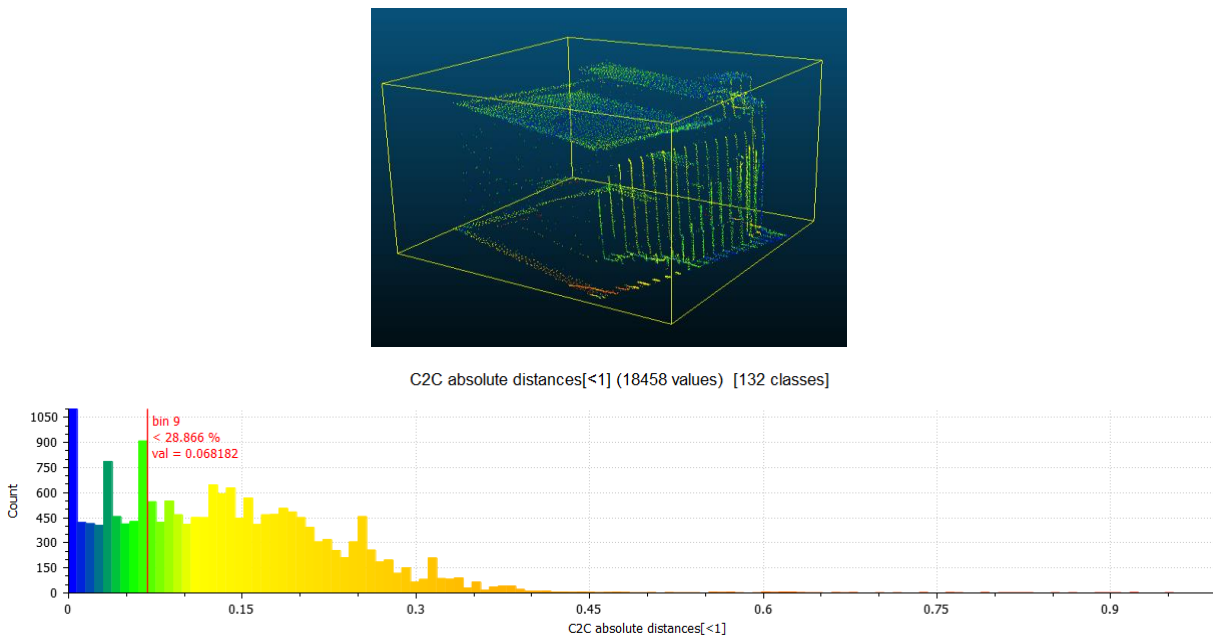 C2C absolute distances[<1] (18458 values) [132 classes]
1050
900
750
600
450
300
150
0
Count
bin 9
< 28.866 %
val = 0.068182
0
0.15
0.3
0.45
0.6
0.75
0.9
C2C absolute distances[<1]